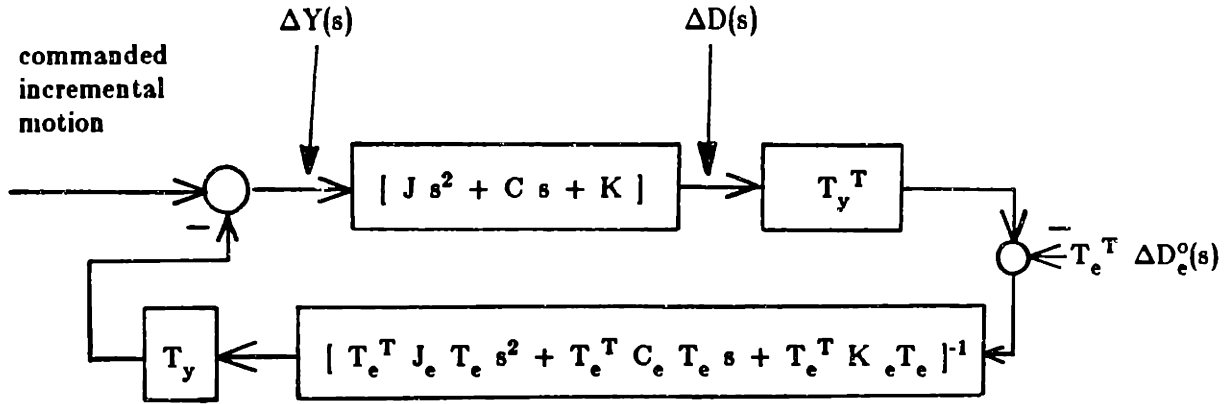 ΔY(s)
ΔD(s)
commanded
incremental
motion
[ J s² + C s + K ]
T_y^T
−
−
T_e^T ΔD_e^o(s)
T_y
[ T_e^T J_e T_e s² + T_e^T C_e T_e s + T_e^T K_e T_e ]^-1